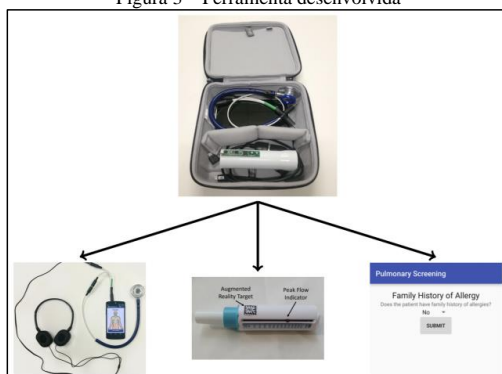 Figura 3 – Ferramenta desenvolvida
Augmented
Reality Target
Peak Flow
Indicator
Pulmonary Screening
Family History of Allergy
Does the patient have family history of allergies?
No
SUBMIT